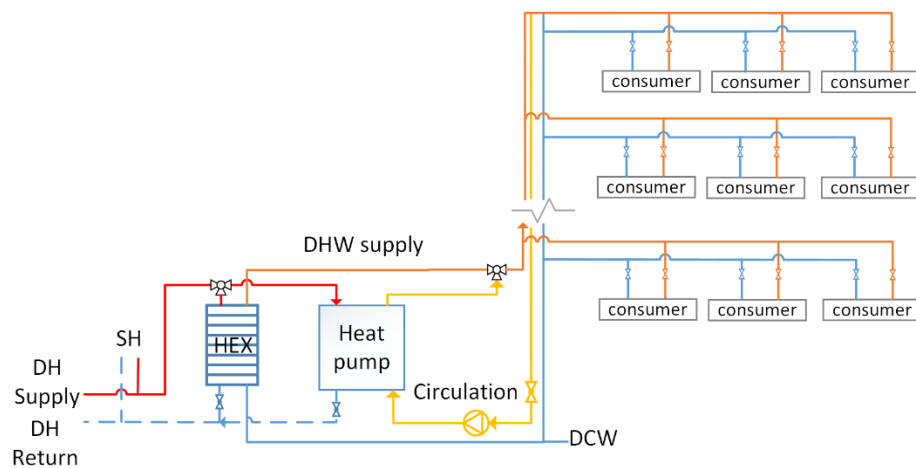 consumer consumer consumer
consumer consumer consumer
DHW supply
consumer consumer consumer
SH
HEX
Heat
pump
DH
Supply
Circulation
DH
Return
DCW